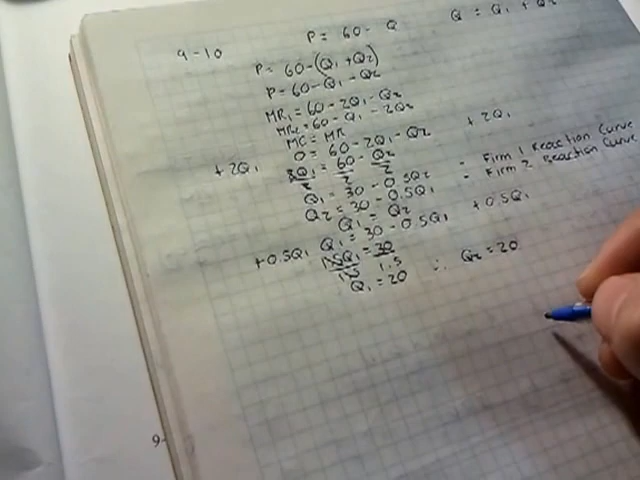 9-10 P = 60 - Q Q = Q1 + Q2
P = 60 - (Q1 + Q2)
P = 60 - Q1 - Q2
MR1 = 60 - 2Q1 - Q2
MR2 = 60 - Q1 - 2Q2
MC = MR
0 = 60 - 2Q1 - Q2 + 2Q1
+ 2Q1 2Q1/2 = 60/2 - Q2/2
Q1 = 30 - 0.5Q2 - Firm 1 Reaction Curve
Q2 = 30 - 0.5Q1 - Firm 2 Reaction Curve
Q1 = Q2
+0.5Q1 Q1 = 30 - 0.5Q1 + 0.5Q1
1.5Q1/1.5 = 30/1.5
Q1 = 20 ∴ Q2 = 20
9-